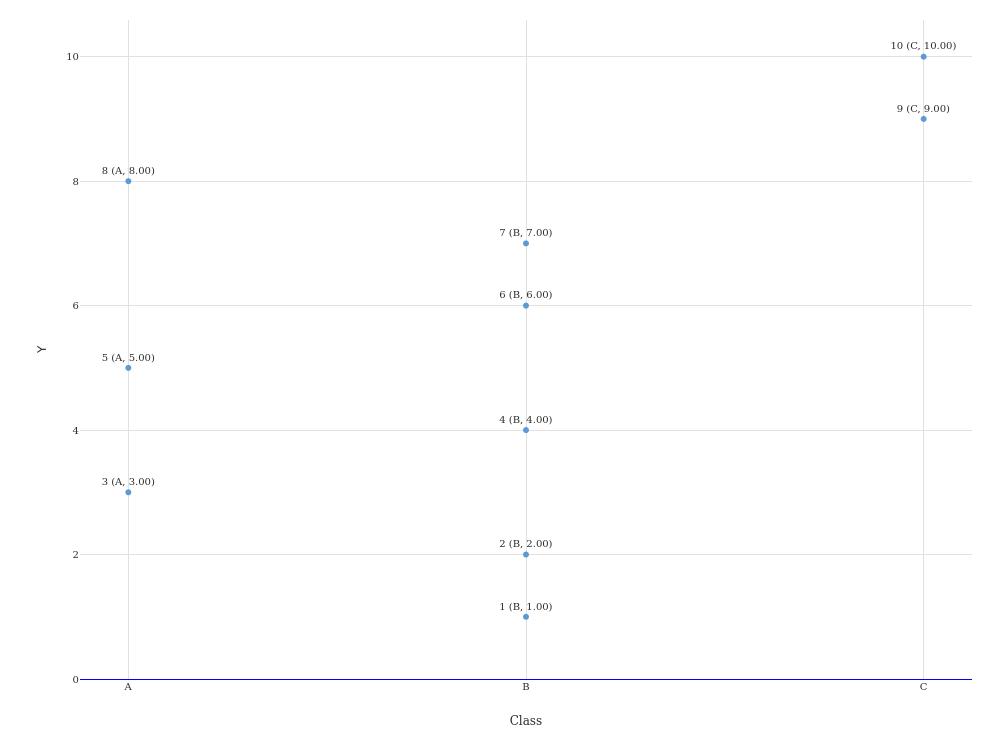 10 (C, 10.00)
10
9 (C, 9.00)
8 (A, 8.00)
8
7 (B, 7.00)
6 (B, 6.00)
6
Y
5 (A, 5.00)
4 (B, 4.00)
4
3 (A, 3.00)
2 (B, 2.00)
2
1 (B, 1.00)
0
A B C
Class